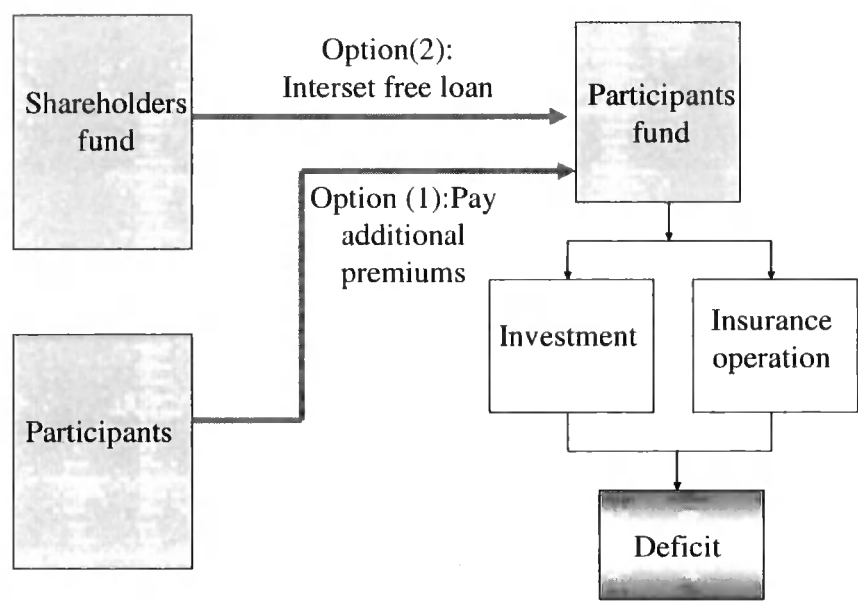 Option(2):
Interset free loan
Shareholders
fund
Participants
fund
Option (1):Pay
additional
premiums
Investment
Insurance
operation
Participants
Deficit